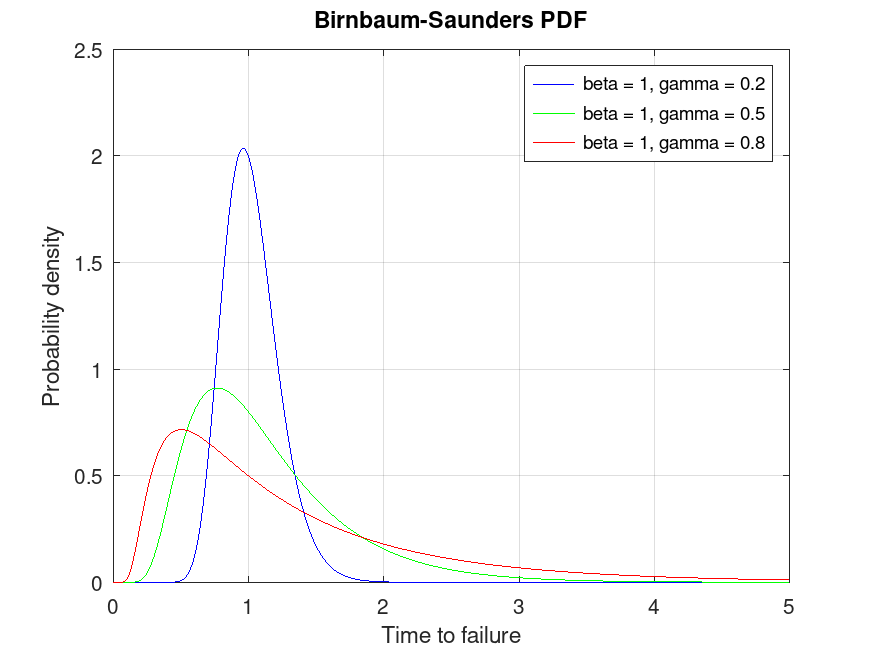 Birnbaum-Saunders PDF
2.5
2
1.5
1
0.5
0
Probability density
beta = 1, gamma = 0.2
beta = 1, gamma = 0.5
beta = 1, gamma = 0.8
0 1 2 3 4 5
Time to failure